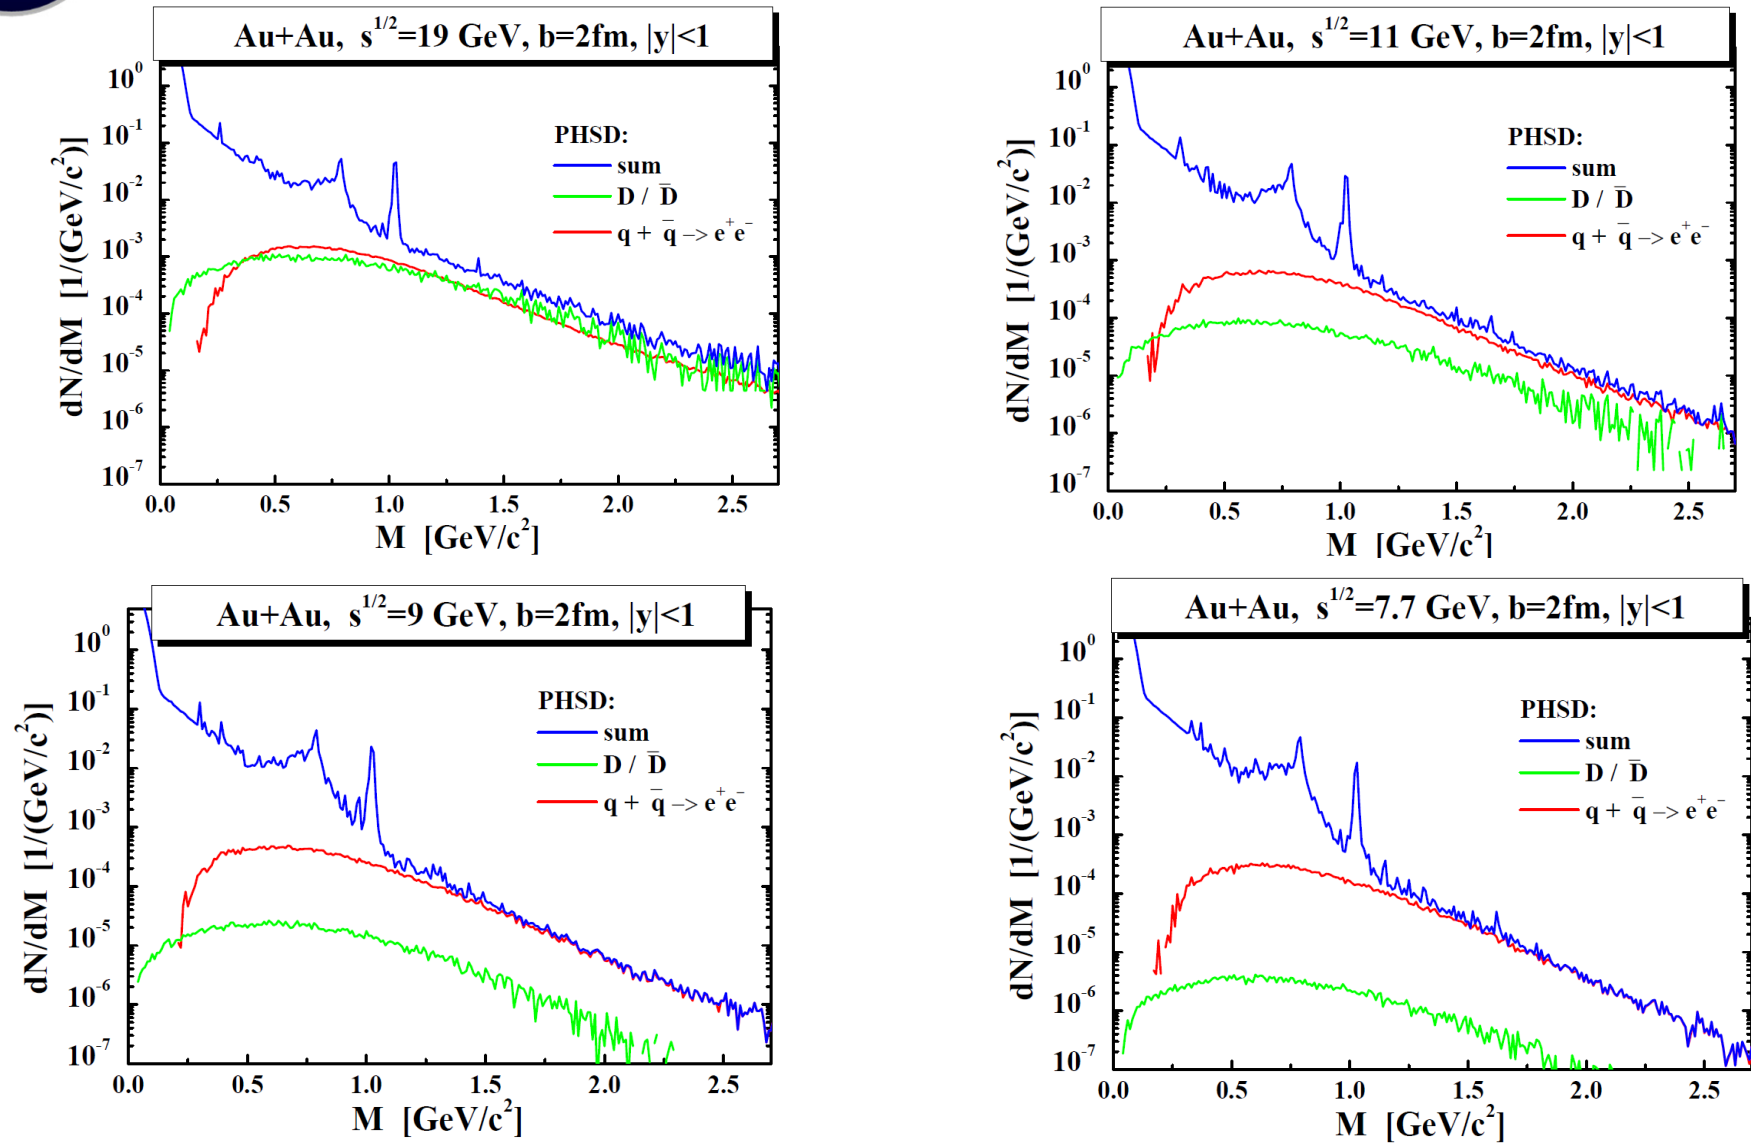 Au+Au, s^1/2=19 GeV, b=2fm, |y|<1
10^0
10^-1
10^-2
10^-3
10^-4
10^-5
10^-6
10^-7
dN/dM [1/(GeV/c^2)]
PHSD:
sum
D / D̅
q + q̅ –> e^+e^-
0.0 0.5 1.0 1.5 2.0 2.5
M [GeV/c^2]
Au+Au, s^1/2=11 GeV, b=2fm, |y|<1
10^0
10^-1
10^-2
10^-3
10^-4
10^-5
10^-6
10^-7
dN/dM [1/(GeV/c^2)]
PHSD:
sum
D / D̅
q + q̅ –> e^+e^-
0.0 0.5 1.0 1.5 2.0 2.5
M [GeV/c^2]
Au+Au, s^1/2=9 GeV, b=2fm, |y|<1
10^0
10^-1
10^-2
10^-3
10^-4
10^-5
10^-6
10^-7
dN/dM [1/(GeV/c^2)]
PHSD:
sum
D / D̅
q + q̅ –> e^+e^-
0.0 0.5 1.0 1.5 2.0 2.5
M [GeV/c^2]
Au+Au, s^1/2=7.7 GeV, b=2fm, |y|<1
10^0
10^-1
10^-2
10^-3
10^-4
10^-5
10^-6
10^-7
dN/dM [1/(GeV/c^2)]
PHSD:
sum
D / D̅
q + q̅ –> e^+e^-
0.0 0.5 1.0 1.5 2.0 2.5
M [GeV/c^2]